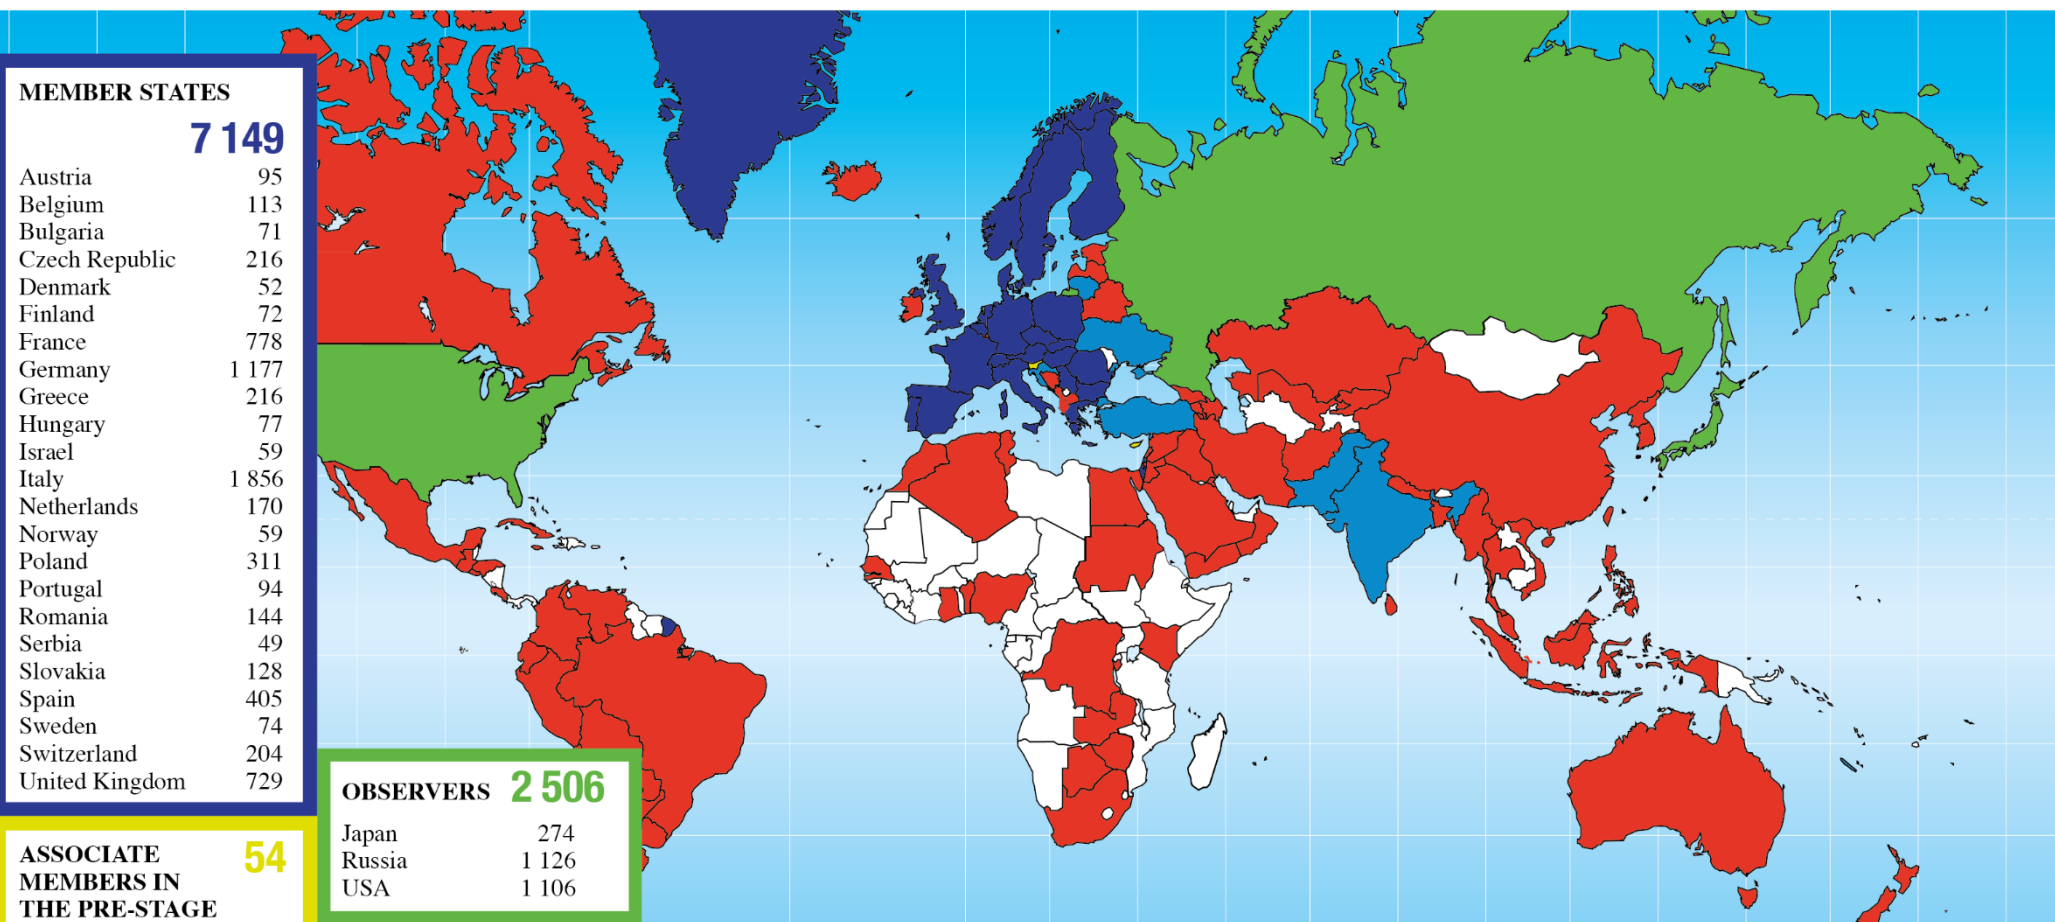 MEMBER STATES
7 149
Austria 95
Belgium 113
Bulgaria 71
Czech Republic 216
Denmark 52
Finland 72
France 778
Germany 1 177
Greece 216
Hungary 77
Israel 59
Italy 1 856
Netherlands 170
Norway 59
Poland 311
Portugal 94
Romania 144
Serbia 49
Slovakia 128
Spain 405
Sweden 74
Switzerland 204
United Kingdom 729
ASSOCIATE 54
MEMBERS IN
THE PRE-STAGE
OBSERVERS 2 506
Japan 274
Russia 1 126
USA 1 106